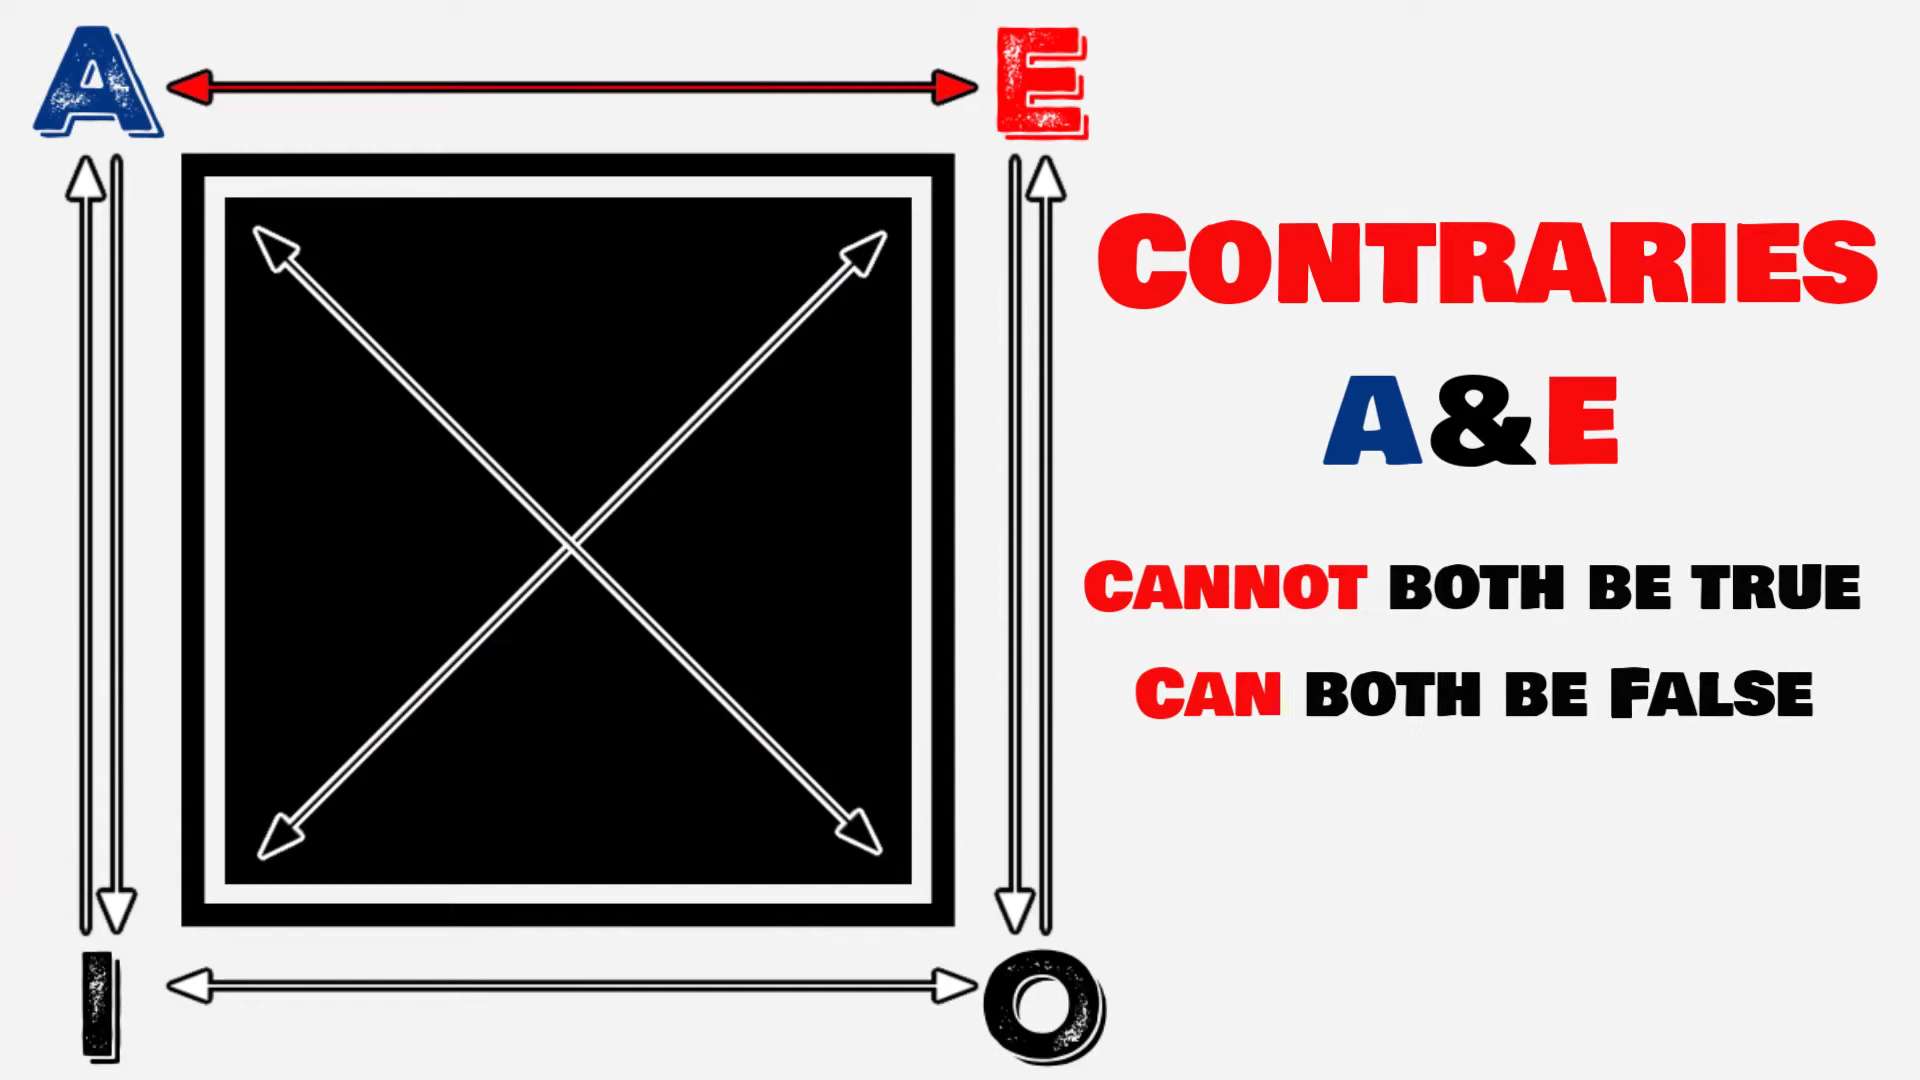 A E
CONTRARIES
A&E
CANNOT BOTH BE TRUE
CAN BOTH BE FALSE
I O